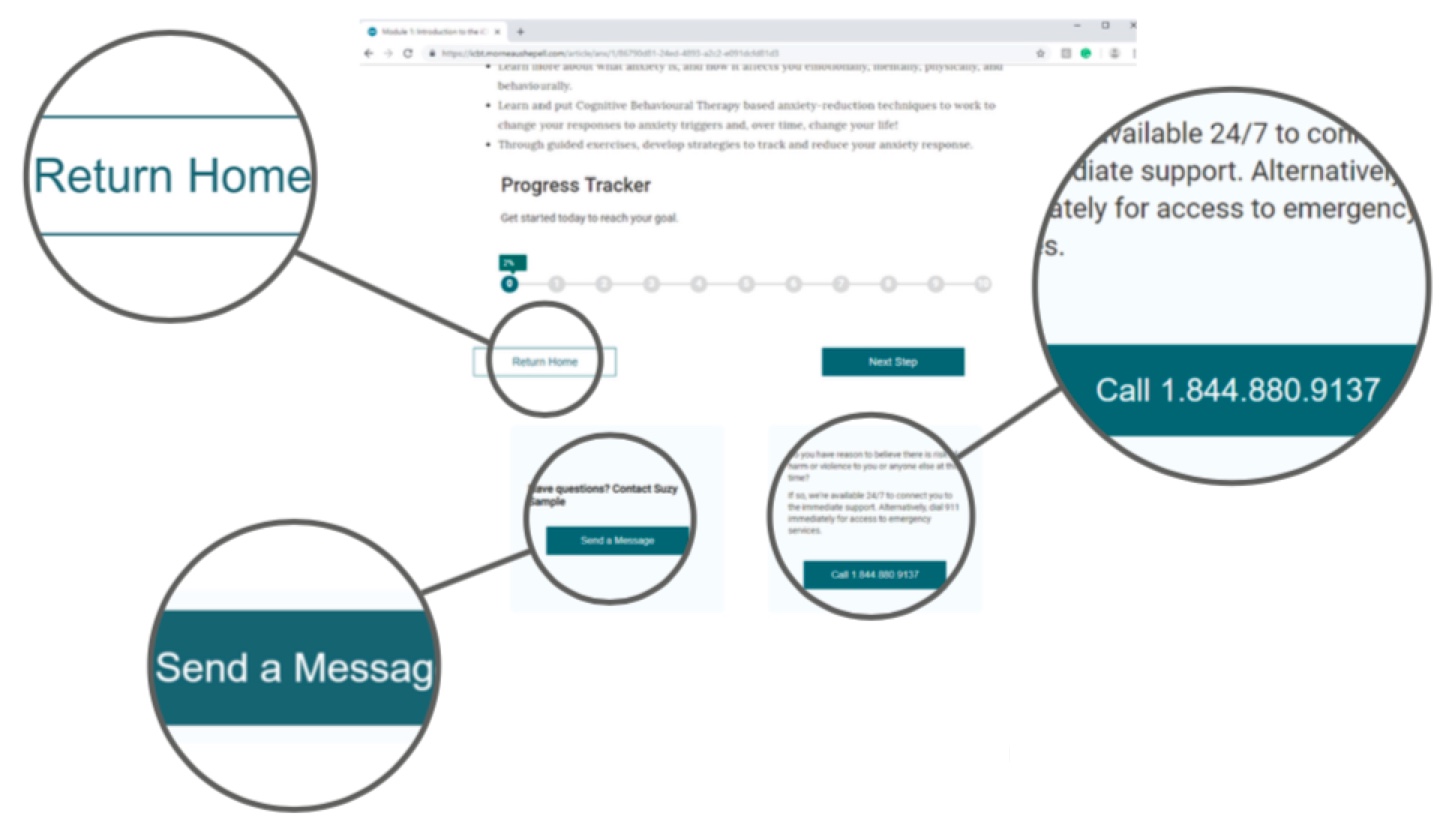 Module 1: Introduction to the iC
https://icbt.morneaushepell.com/article/
Learn more about what anxiety is, and how it affects you emotionally, mentally, physically, and
behaviourally.
Learn and put Cognitive Behavioural Therapy based anxiety-reduction techniques to work to
change your responses to anxiety triggers and, over time, change your life!
Through guided exercises, develop strategies to track and reduce your anxiety response.
Progress Tracker
Get started today to reach your goal.
2%
0 1 2 3 4 5 6 7 8 9 10
Return Home
Return Home
Next Step
vailable 24/7 to con
diate support. Alternatively
ately for access to emergency
s.
Call 1.844.880.9137
Have questions? Contact Suzy
Sample
Send a Message
Send a Messag
you have reason to believe there is risk
harm or violence to you or anyone else at
time?
If so, we're available 24/7 to connect you to
the immediate support. Alternatively, dial 911
immediately for access to emergency
services.
Call 1 844 880 9137